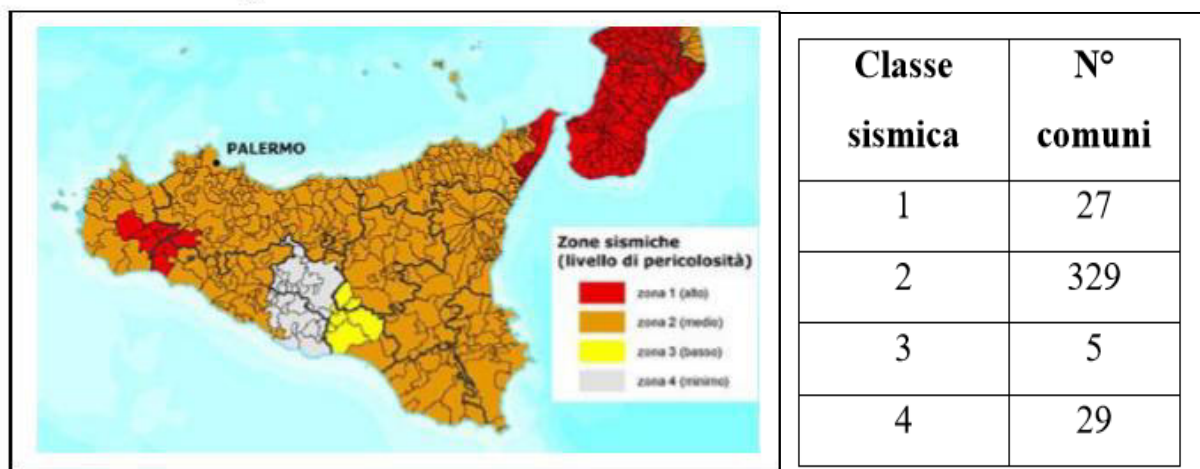 PALERMO
Zone sismiche
(livello di pericolosità)
zona 1 (alto)
zona 2 (medio)
zona 3 (basso)
zona 4 (minimo)
Classe
sismica
N°
comuni
1
27
2
329
3
5
4
29